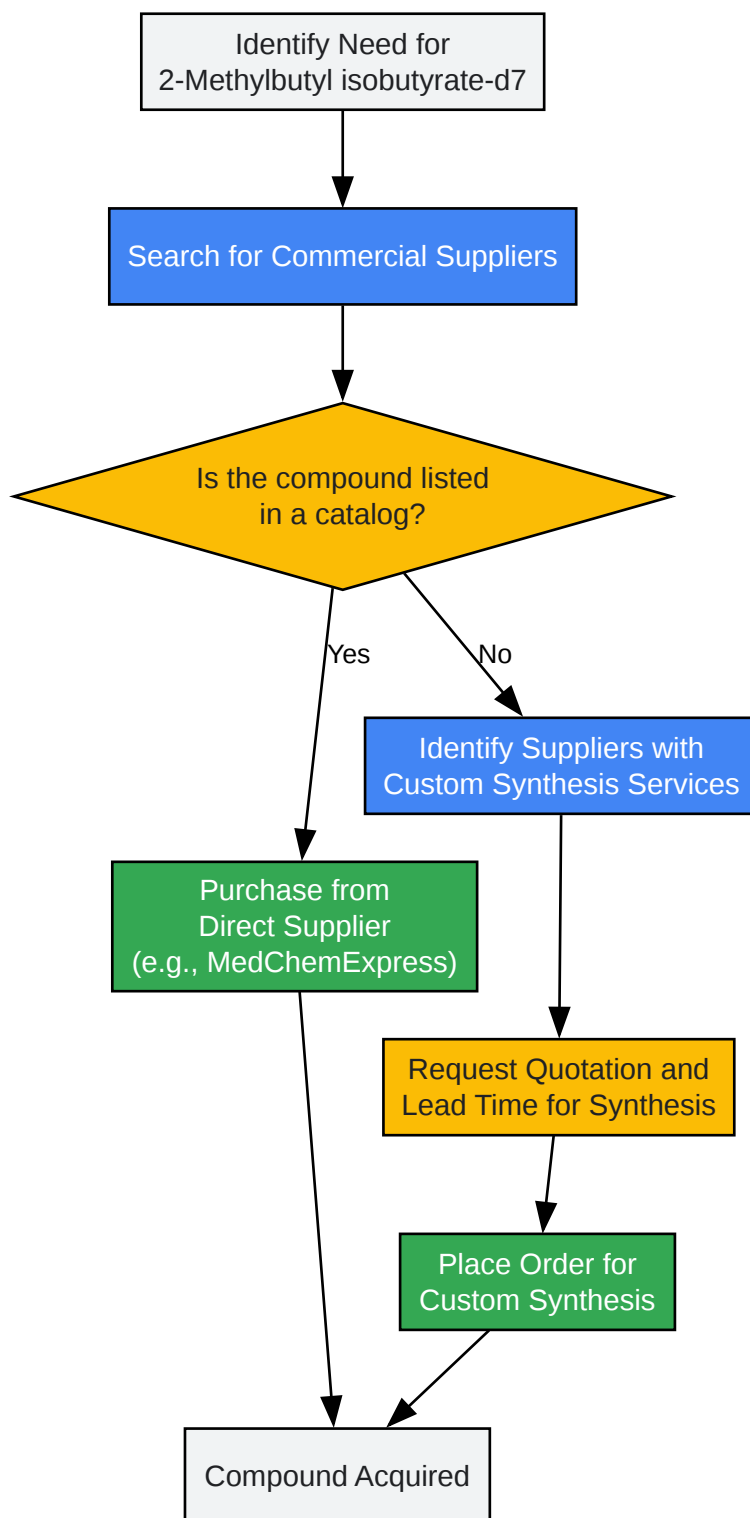 Identify Need for
2-Methylbutyl isobutyrate-d7
Search for Commercial Suppliers
Is the compound listed
in a catalog?
Yes
No
Identify Suppliers with
Custom Synthesis Services
Purchase from
Direct Supplier
(e.g., MedChemExpress)
Request Quotation and
Lead Time for Synthesis
Place Order for
Custom Synthesis
Compound Acquired